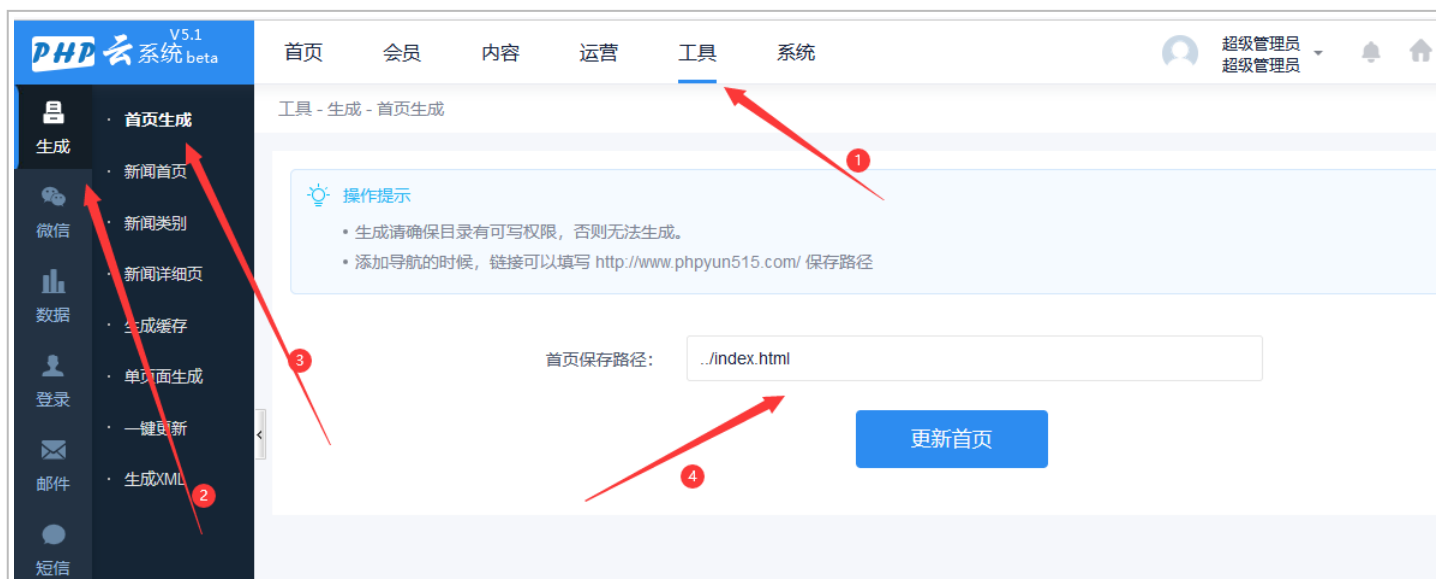 PHP云系统 V5.1 beta
首页 会员 内容 运营 工具 系统
超级管理员
超级管理员
工具 - 生成 - 首页生成
生成
微信
数据
登录
邮件
短信
· 首页生成
· 新闻首页
· 新闻类别
· 新闻详细页
· 生成缓存
· 单页面生成
· 一键更新
· 生成XML
操作提示
• 生成请确保目录有可写权限，否则无法生成。
• 添加导航的时候，链接可以填写 http://www.phpyun515.com/ 保存路径
首页保存路径： ../index.html
更新首页
1
2
3
4